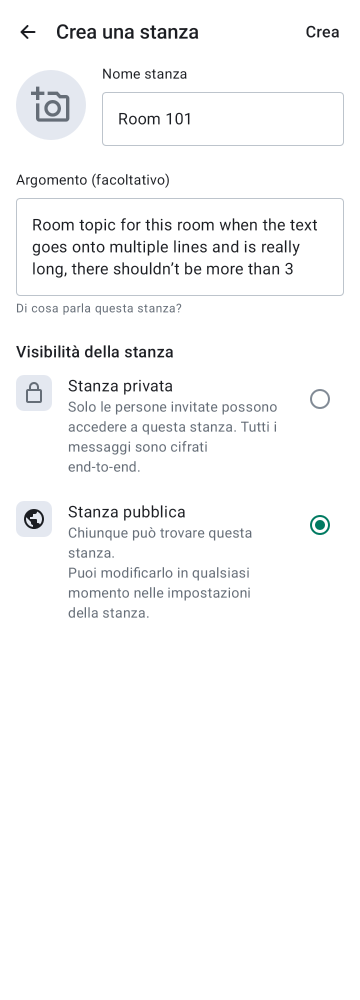 Crea una stanza
Crea
Nome stanza
Room 101
Argomento (facoltativo)
Room topic for this room when the text
goes onto multiple lines and is really
long, there shouldn’t be more than 3
Di cosa parla questa stanza?
Visibilità della stanza
Stanza privata
Solo le persone invitate possono
accedere a questa stanza. Tutti i
messaggi sono cifrati
end-to-end.
Stanza pubblica
Chiunque può trovare questa
stanza.
Puoi modificarlo in qualsiasi
momento nelle impostazioni
della stanza.